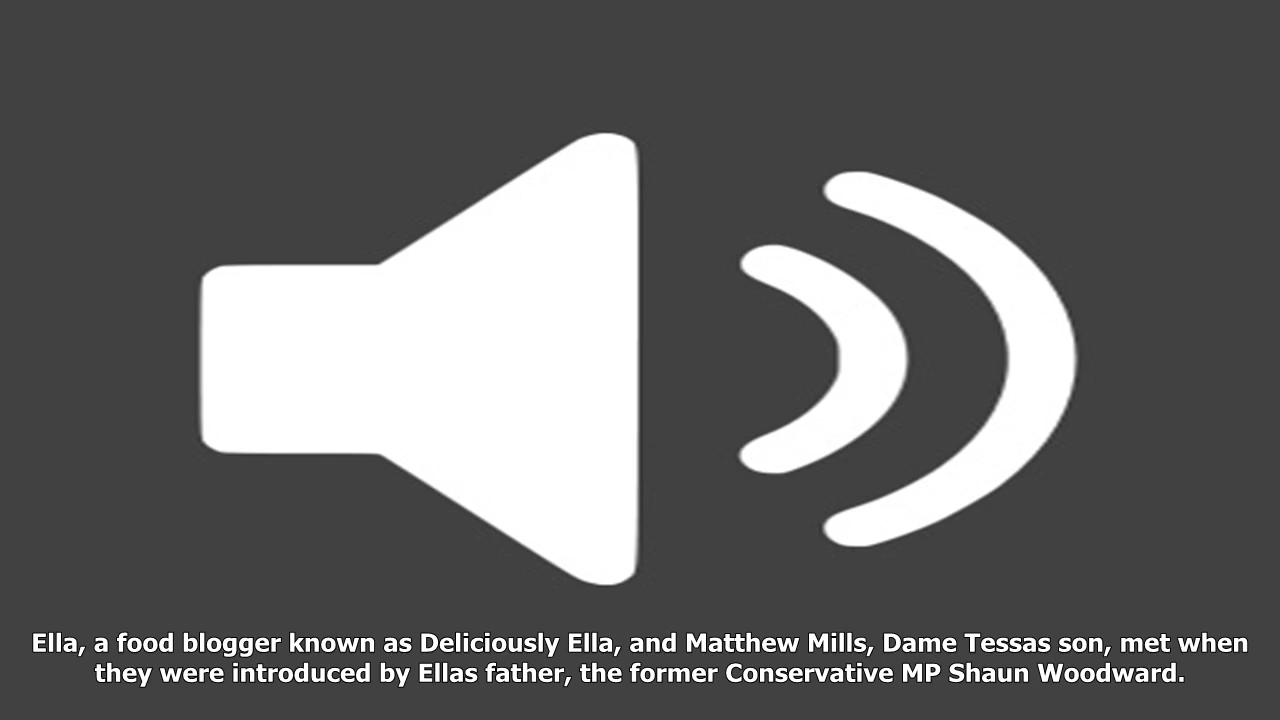 Ella, a food blogger known as Deliciously Ella, and Matthew Mills, Dame Tessas son, met when
they were introduced by Ellas father, the former Conservative MP Shaun Woodward.